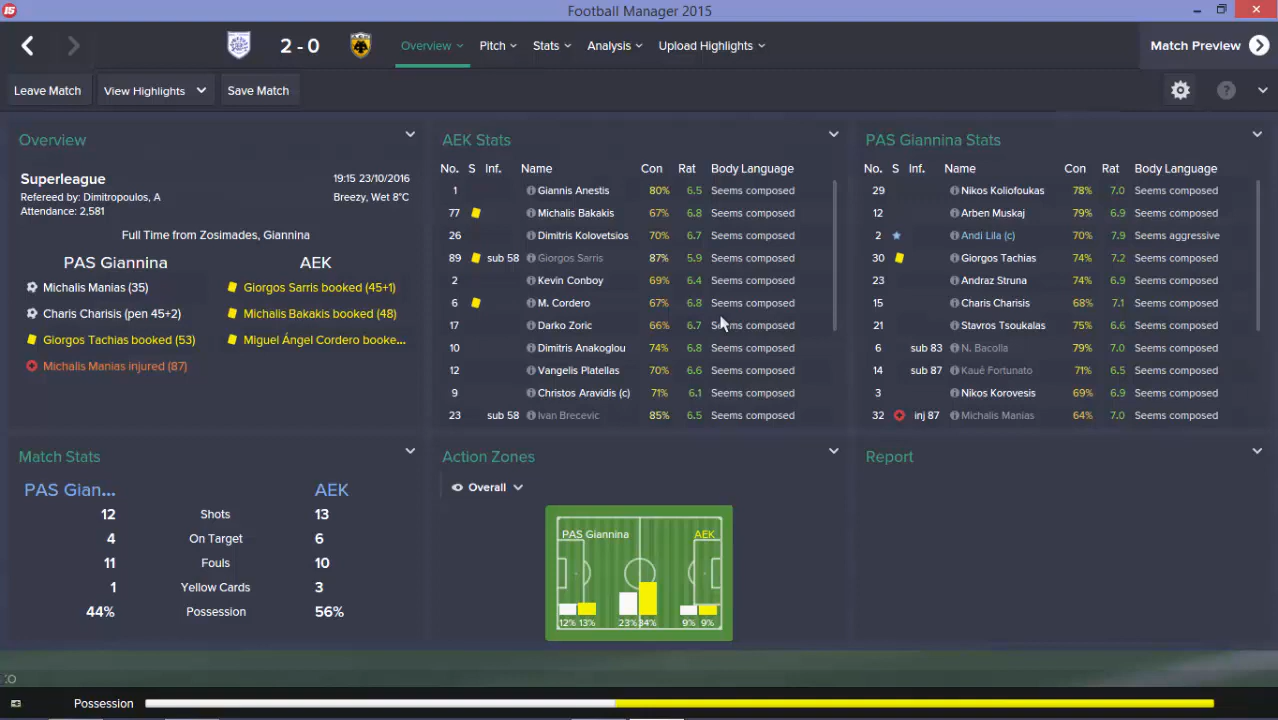 15 Football Manager 2015
2 - 0 Overview Pitch Stats Analysis Upload Highlights Match Preview
Leave Match View Highlights Save Match ?
Overview
Superleague 19:15 23/10/2016
Refereed by: Dimitropoulos, A Breezy, Wet 8°C
Attendance: 2,581
Full Time from Zosimades, Giannina
PAS Giannina AEK
Michalis Manias (35) Giorgos Sarris booked (45+1)
Charis Charisis (pen 45+2) Michalis Bakakis booked (48)
Giorgos Tachias booked (53) Miguel Ángel Cordero booke...
Michalis Manias injured (87)
AEK Stats
No. S Inf. Name Con Rat Body Language
1 Giannis Anestis 80% 6.5 Seems composed
77 Michalis Bakakis 67% 6.8 Seems composed
26 Dimitris Kolovetsios 70% 6.7 Seems composed
89 sub 58 Giorgos Sarris 87% 5.9 Seems composed
2 Kevin Conboy 69% 6.4 Seems composed
6 M. Cordero 67% 6.8 Seems composed
17 Darko Zoric 66% 6.7 Seems composed
10 Dimitris Anakoglou 74% 6.8 Seems composed
12 Vangelis Platellas 70% 6.6 Seems composed
9 Christos Aravidis (c) 71% 6.1 Seems composed
23 sub 58 Ivan Brecevic 85% 6.5 Seems composed
PAS Giannina Stats
No. S Inf. Name Con Rat Body Language
29 Nikos Koliofoukas 78% 7.0 Seems composed
12 Arben Muskaj 79% 6.9 Seems composed
2 Andi Lila (c) 70% 7.9 Seems aggressive
30 Giorgos Tachias 74% 7.2 Seems composed
23 Andraz Struna 74% 6.9 Seems composed
15 Charis Charisis 68% 7.1 Seems composed
21 Stavros Tsoukalas 75% 6.6 Seems composed
6 sub 83 N. Bacolla 79% 7.0 Seems composed
14 sub 87 Kauê Fortunato 71% 6.5 Seems composed
3 Nikos Korovesis 69% 6.9 Seems composed
32 inj 87 Michalis Manias 64% 7.0 Seems composed
Match Stats
PAS Gian... AEK
12 Shots 13
4 On Target 6
11 Fouls 10
1 Yellow Cards 3
44% Possession 56%
Action Zones
Overall
PAS Giannina AEK
12% 13% 23% 34% 9% 9%
Report
:O
Possession